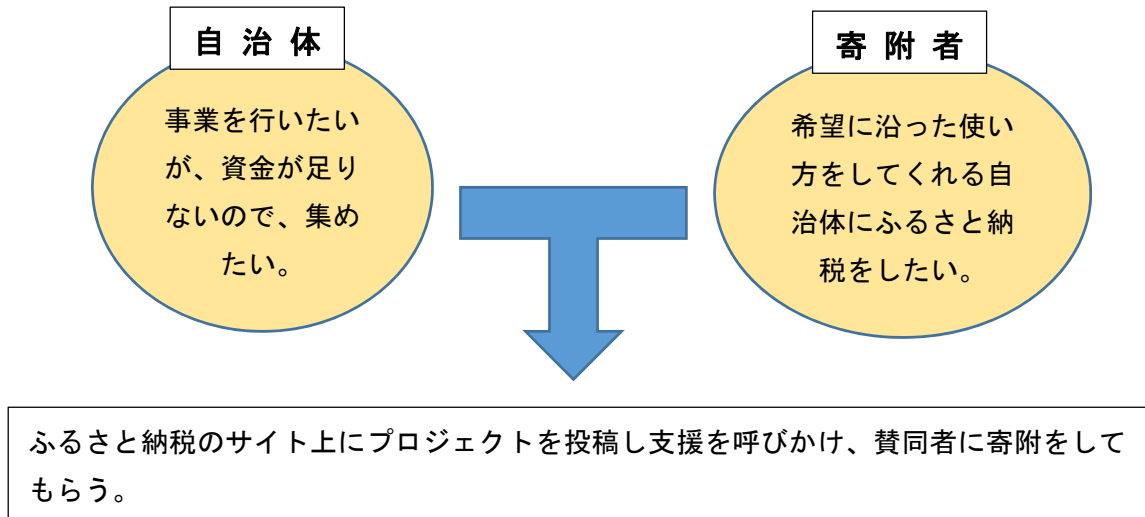 自治体
事業を行いたい
が、資金が足り
ないので、集め
たい。
寄附者
希望に沿った使い
方をしてくれる自
治体にふるさと納
税をしたい。
ふるさと納税のサイト上にプロジェクトを投稿し支援を呼びかけ、賛同者に寄附をして
もらう。